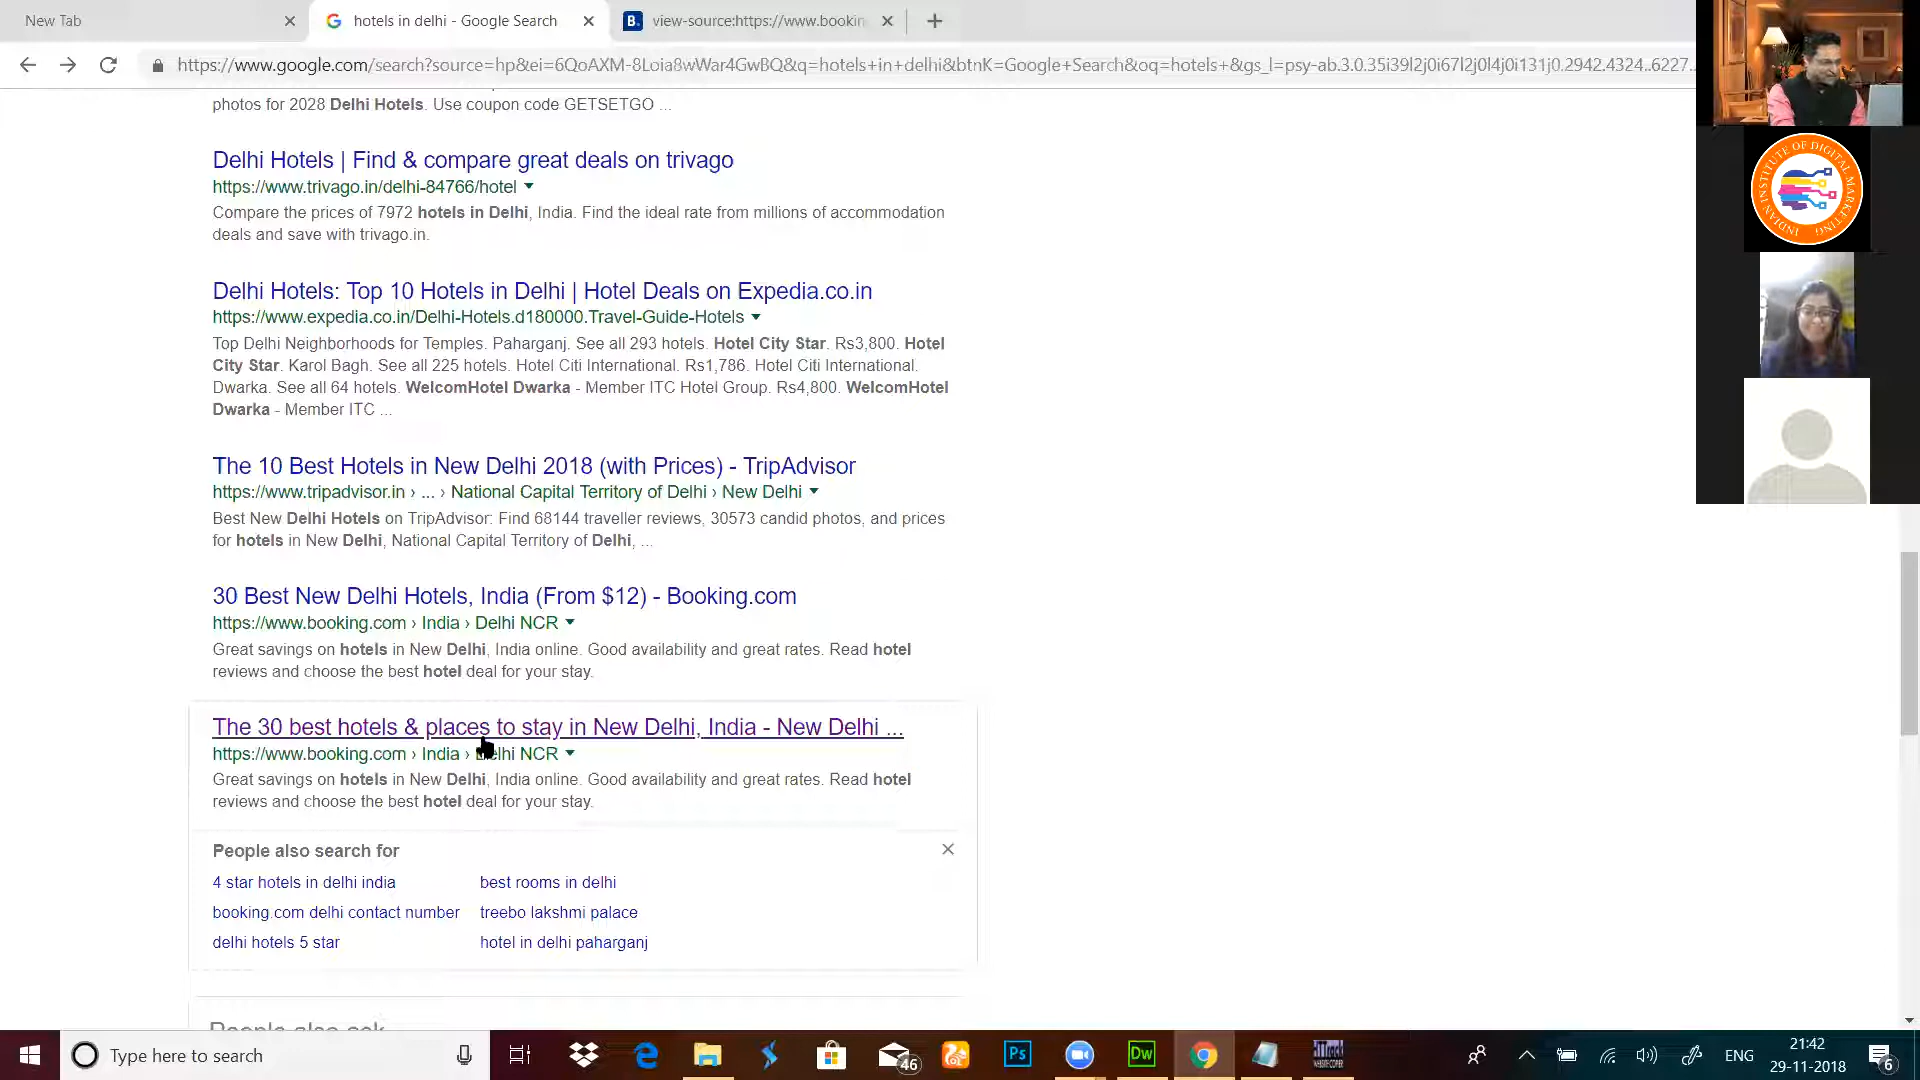 New Tab
hotels in delhi - Google Search
B.
view-source:https://www.bookin
https://www.google.com/search?source=hp&ei=6QoAXM-8Loia8wWar4GwBQ&q=hotels+in+delhi&btnK=Google+Search&oq=hotels+&gs_l=psy-ab.3.0.35i39l2j0i67l2j0l4j0i131j0.2942.4324..6227...
photos for 2028 Delhi Hotels. Use coupon code GETSETGO ...
Delhi Hotels | Find & compare great deals on trivago
https://www.trivago.in/delhi-84766/hotel
Compare the prices of 7972 hotels in Delhi, India. Find the ideal rate from millions of accommodation
deals and save with trivago.in.
Delhi Hotels: Top 10 Hotels in Delhi | Hotel Deals on Expedia.co.in
https://www.expedia.co.in/Delhi-Hotels.d180000.Travel-Guide-Hotels
Top Delhi Neighborhoods for Temples. Paharganj. See all 293 hotels. Hotel City Star. Rs3,800. Hotel
City Star. Karol Bagh. See all 225 hotels. Hotel Citi International. Rs1,786. Hotel Citi International.
Dwarka. See all 64 hotels. WelcomHotel Dwarka - Member ITC Hotel Group. Rs4,800. WelcomHotel
Dwarka - Member ITC ...
The 10 Best Hotels in New Delhi 2018 (with Prices) - TripAdvisor
https://www.tripadvisor.in › ... › National Capital Territory of Delhi › New Delhi
Best New Delhi Hotels on TripAdvisor: Find 68144 traveller reviews, 30573 candid photos, and prices
for hotels in New Delhi, National Capital Territory of Delhi, ...
30 Best New Delhi Hotels, India (From $12) - Booking.com
https://www.booking.com › India › Delhi NCR
Great savings on hotels in New Delhi, India online. Good availability and great rates. Read hotel
reviews and choose the best hotel deal for your stay.
The 30 best hotels & places to stay in New Delhi, India - New Delhi ...
https://www.booking.com › India › Delhi NCR
Great savings on hotels in New Delhi, India online. Good availability and great rates. Read hotel
reviews and choose the best hotel deal for your stay.
People also search for
4 star hotels in delhi india
best rooms in delhi
booking.com delhi contact number
treebo lakshmi palace
delhi hotels 5 star
hotel in delhi paharganj
People also ask
INDIAN INSTITUTE OF DIGITAL MARKETING
Type here to search
46
Ps
Dw
HTTrack
WEBSITE COPIER
ENG
21:42
29-11-2018
6